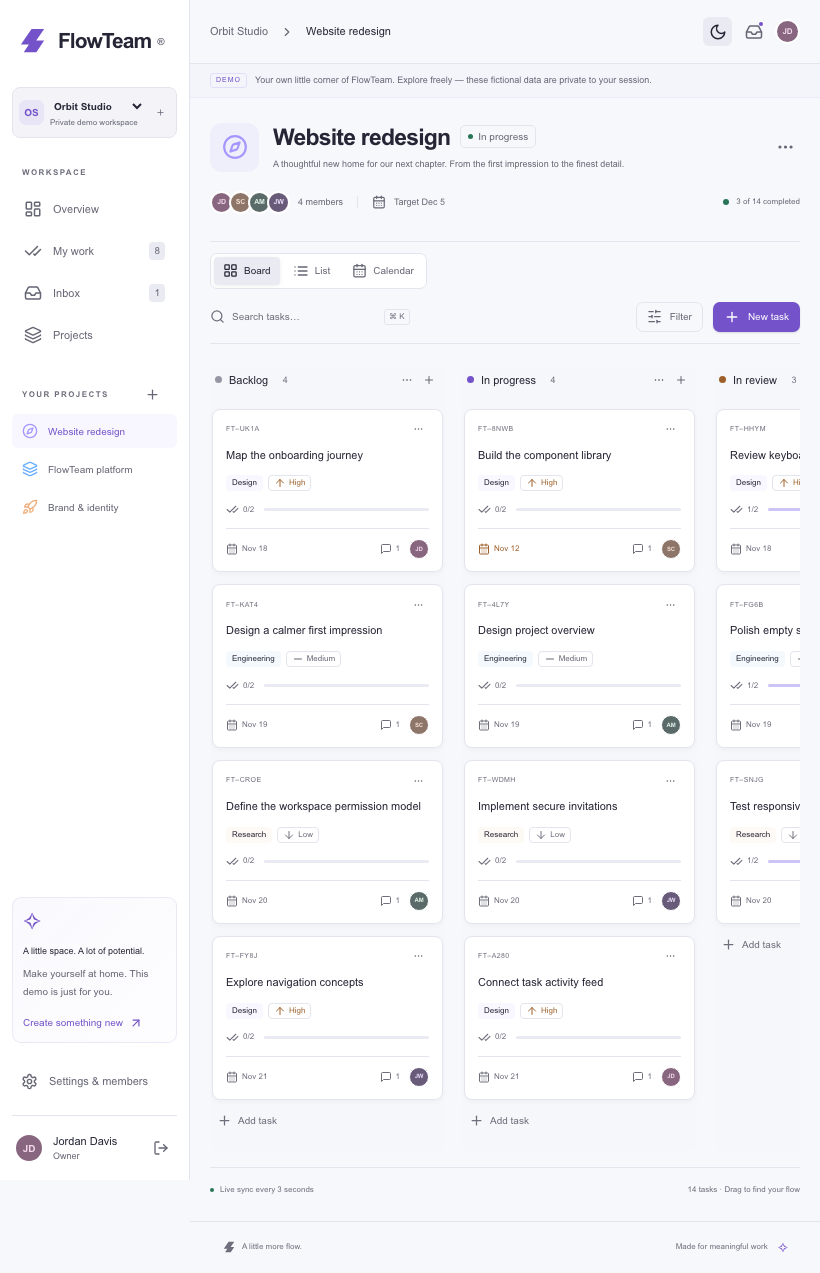 FlowTeam ®
OS
Orbit Studio
Private demo workspace
WORKSPACE
Overview
My work 8
Inbox 1
Projects
YOUR PROJECTS
Website redesign
FlowTeam platform
Brand & identity
A little space. A lot of potential.
Make yourself at home. This
demo is just for you.
Create something new
Settings & members
JD
Jordan Davis
Owner
Orbit Studio Website redesign
JD
DEMO Your own little corner of FlowTeam. Explore freely — these fictional data are private to your session.
Website redesign In progress
A thoughtful new home for our next chapter. From the first impression to the finest detail.
JD SC AM JW 4 members Target Dec 5 3 of 14 completed
Board List Calendar
Search tasks… ⌘ K Filter New task
Backlog 4
FT–UK1A
Map the onboarding journey
Design High
0/2
Nov 18 1 JD
FT–KAT4
Design a calmer first impression
Engineering Medium
0/2
Nov 19 1 SC
FT–CROE
Define the workspace permission model
Research Low
0/2
Nov 20 1 AM
FT–FY8J
Explore navigation concepts
Design High
0/2
Nov 21 1 JW
Add task
In progress 4
FT–8NWB
Build the component library
Design High
0/2
Nov 12 1 SC
FT–4L7Y
Design project overview
Engineering Medium
0/2
Nov 19 1 AM
FT–WDMH
Implement secure invitations
Research Low
0/2
Nov 20 1 JW
FT–A280
Connect task activity feed
Design High
0/2
Nov 21 1 JD
Add task
In review 3
FT–HHYM
Review keyboa
Design Hi
1/2
Nov 18
FT–FG6B
Polish empty s
Engineering
1/2
Nov 19
FT–SNJG
Test responsiv
Research
1/2
Nov 20
Add task
Live sync every 3 seconds 14 tasks · Drag to find your flow
A little more flow. Made for meaningful work